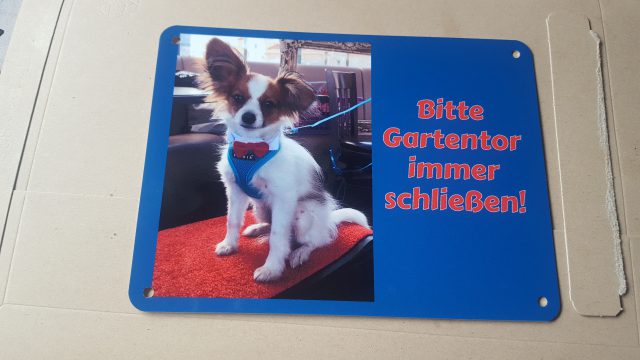 Bitte
Gartentor
immer
schließen!